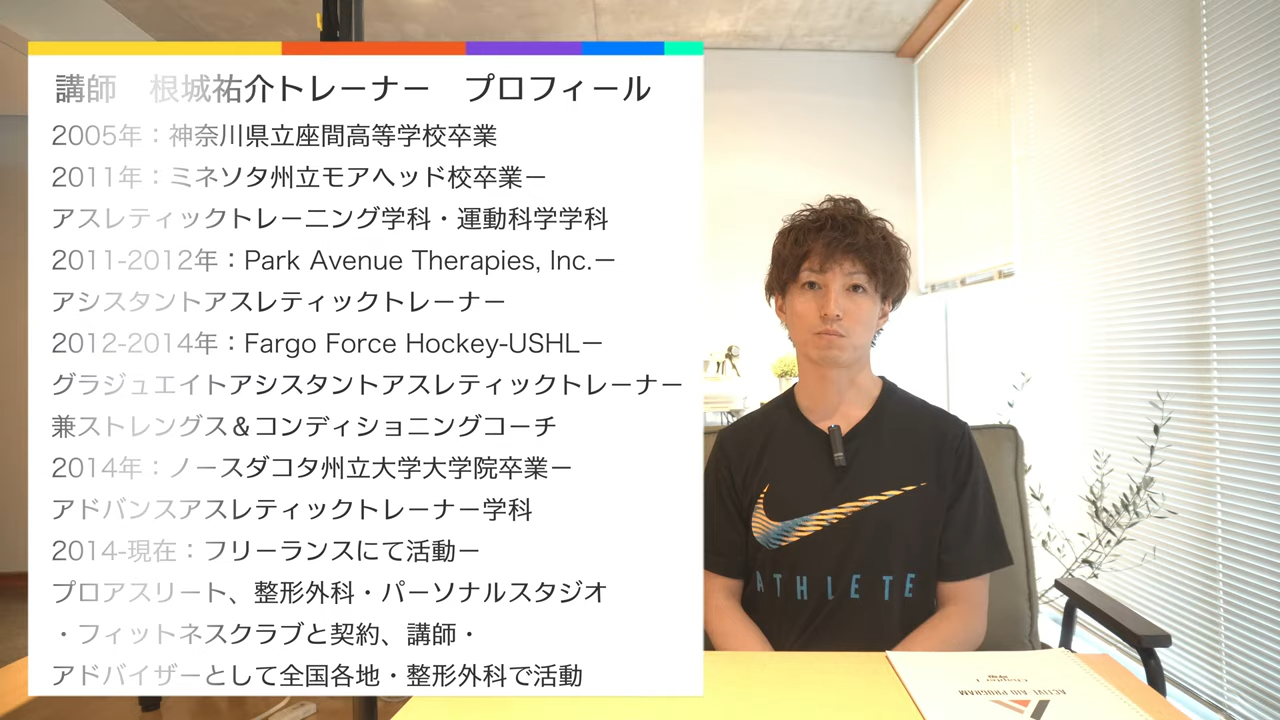 講師　根城祐介トレーナー　プロフィール
2005年：神奈川県立座間高等学校卒業
2011年：ミネソタ州立モアヘッド校卒業ー
アスレティックトレーニング学科・運動科学学科
2011-2012年：Park Avenue Therapies, Inc.ー
アシスタントアスレティックトレーナー
2012-2014年：Fargo Force Hockey-USHLー
グラジュエイトアシスタントアスレティックトレーナー
兼ストレングス＆コンディショニングコーチ
2014年：ノースダコタ州立大学大学院卒業ー
アドバンスアスレティックトレーナー学科
2014-現在：フリーランスにて活動ー
プロアスリート、整形外科・パーソナルスタジオ
・フィットネスクラブと契約、講師・
アドバイザーとして全国各地・整形外科で活動
ATHLETE
Chapter 1
ACTIVE AID PROGRAM